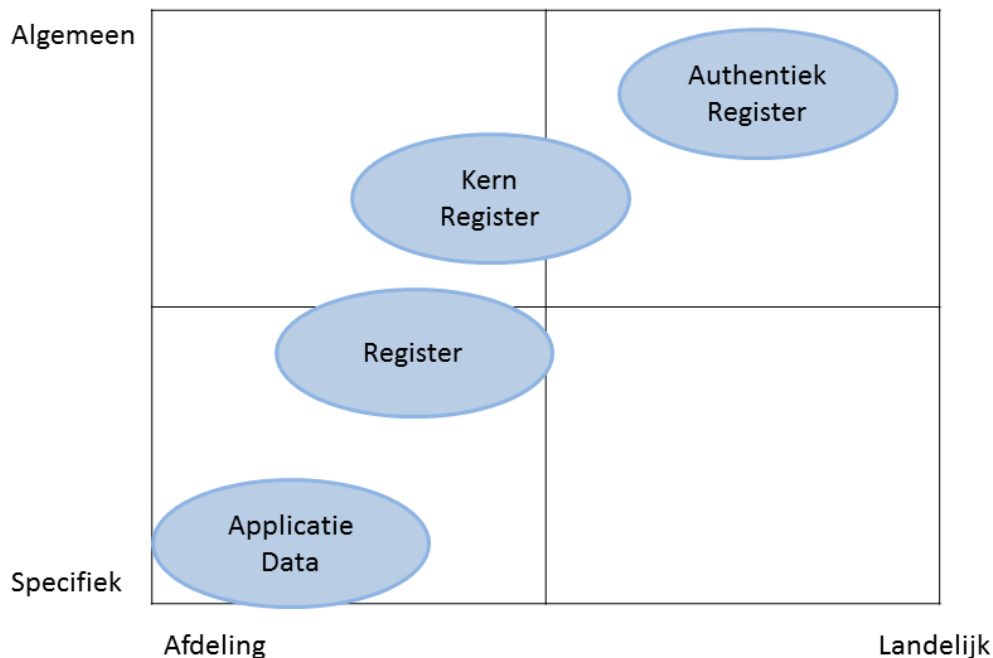 Algemeen
Authentiek
Register
Kern
Register
Register
Applicatie
Data
Specifiek
Afdeling
Landelijk